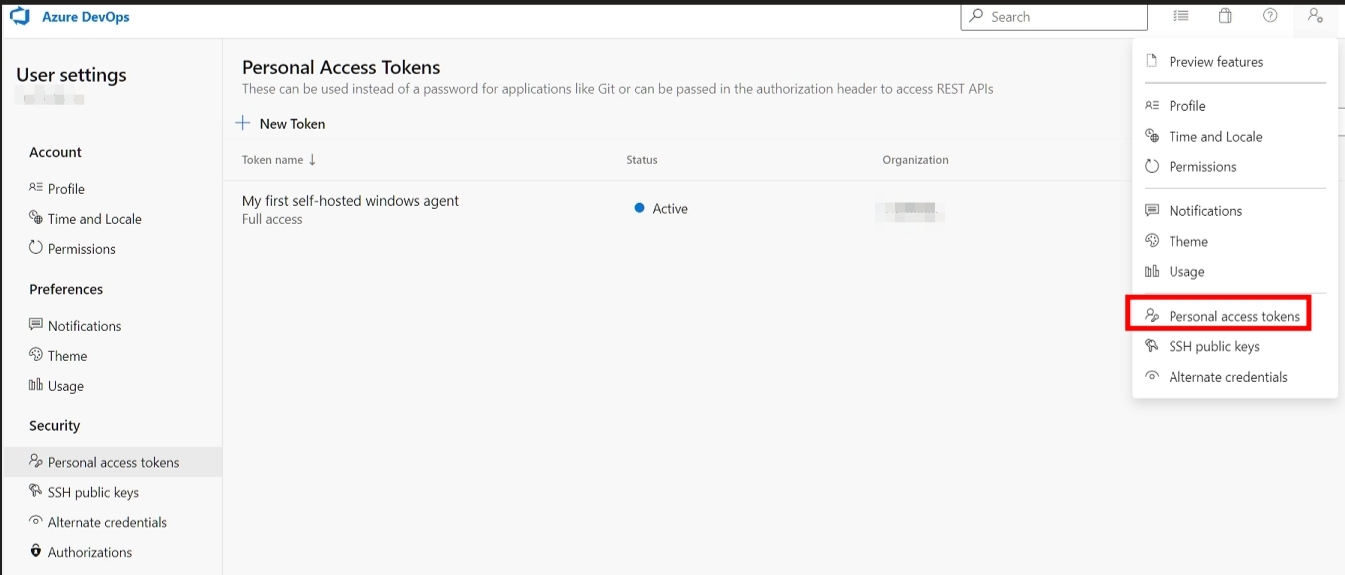 Azure DevOps
Search
User settings
Account
Profile
Time and Locale
Permissions
Preferences
Notifications
Theme
Usage
Security
Personal access tokens
SSH public keys
Alternate credentials
Authorizations
Personal Access Tokens
These can be used instead of a password for applications like Git or can be passed in the authorization header to access REST APIs
New Token
Token name Status Organization
My first self-hosted windows agent
Full access
Active
Preview features
Profile
Time and Locale
Permissions
Notifications
Theme
Usage
Personal access tokens
SSH public keys
Alternate credentials